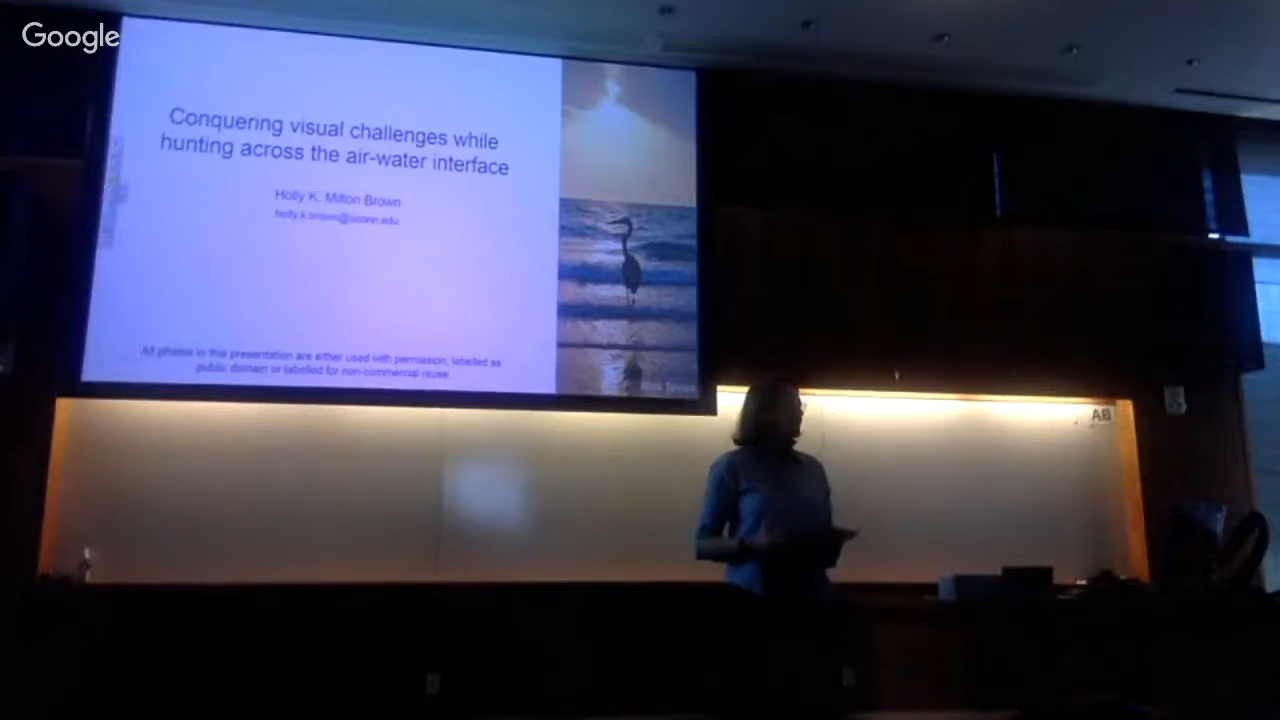 Google
Conquering visual challenges while
hunting across the air-water interface
Holly K. Milton Brown
holly.k.brown@uconn.edu
All photos in this presentation are either used with permission, labelled as
public domain or labelled for non-commercial reuse
AB